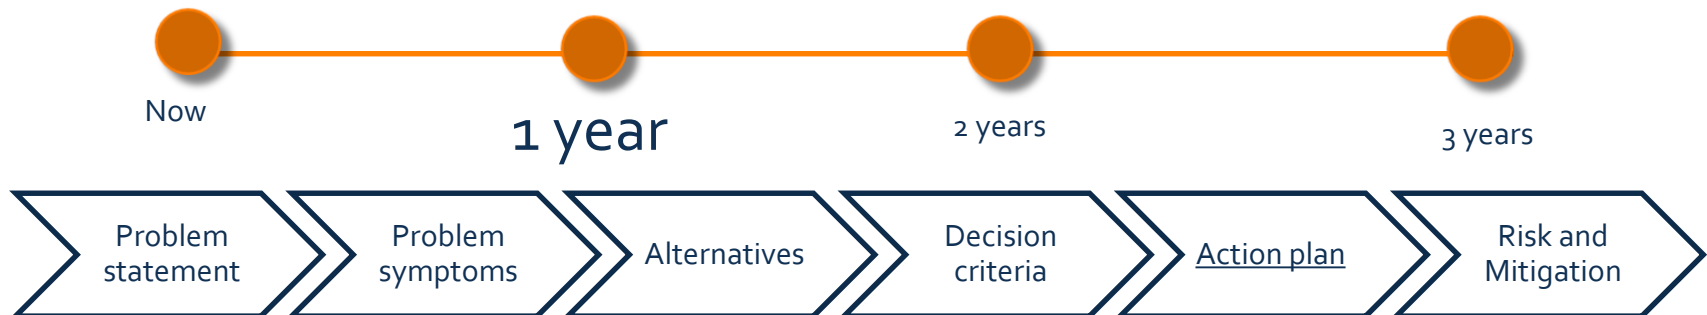 Now
1 year
2 years
3 years
Problem
statement
Problem
symptoms
Alternatives
Decision
criteria
Action plan
Risk and
Mitigation